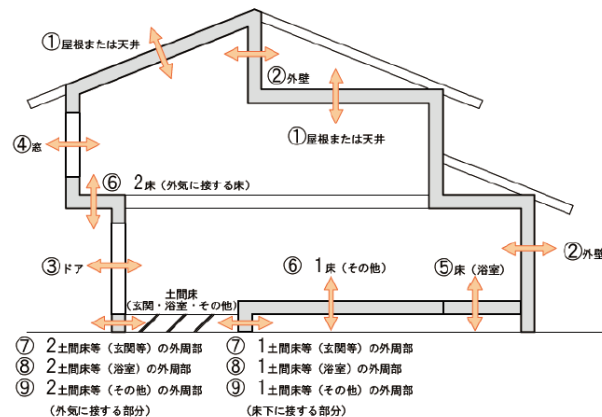 ①屋根または天井
②外壁
①屋根または天井
④窓
⑥ 2床（外気に接する床）
③ドア
⑥ 1床（その他）
⑤床（浴室）
②外壁
土間床
（玄関・浴室・その他）
⑦ 2土間床等（玄関等）の外周部
⑧ 2土間床等（浴室）の外周部
⑨ 2土間床等（その他）の外周部
（外気に接する部分）
⑦ 1土間床等（玄関等）の外周部
⑧ 1土間床等（浴室）の外周部
⑨ 1土間床等（その他）の外周部
（床下に接する部分）